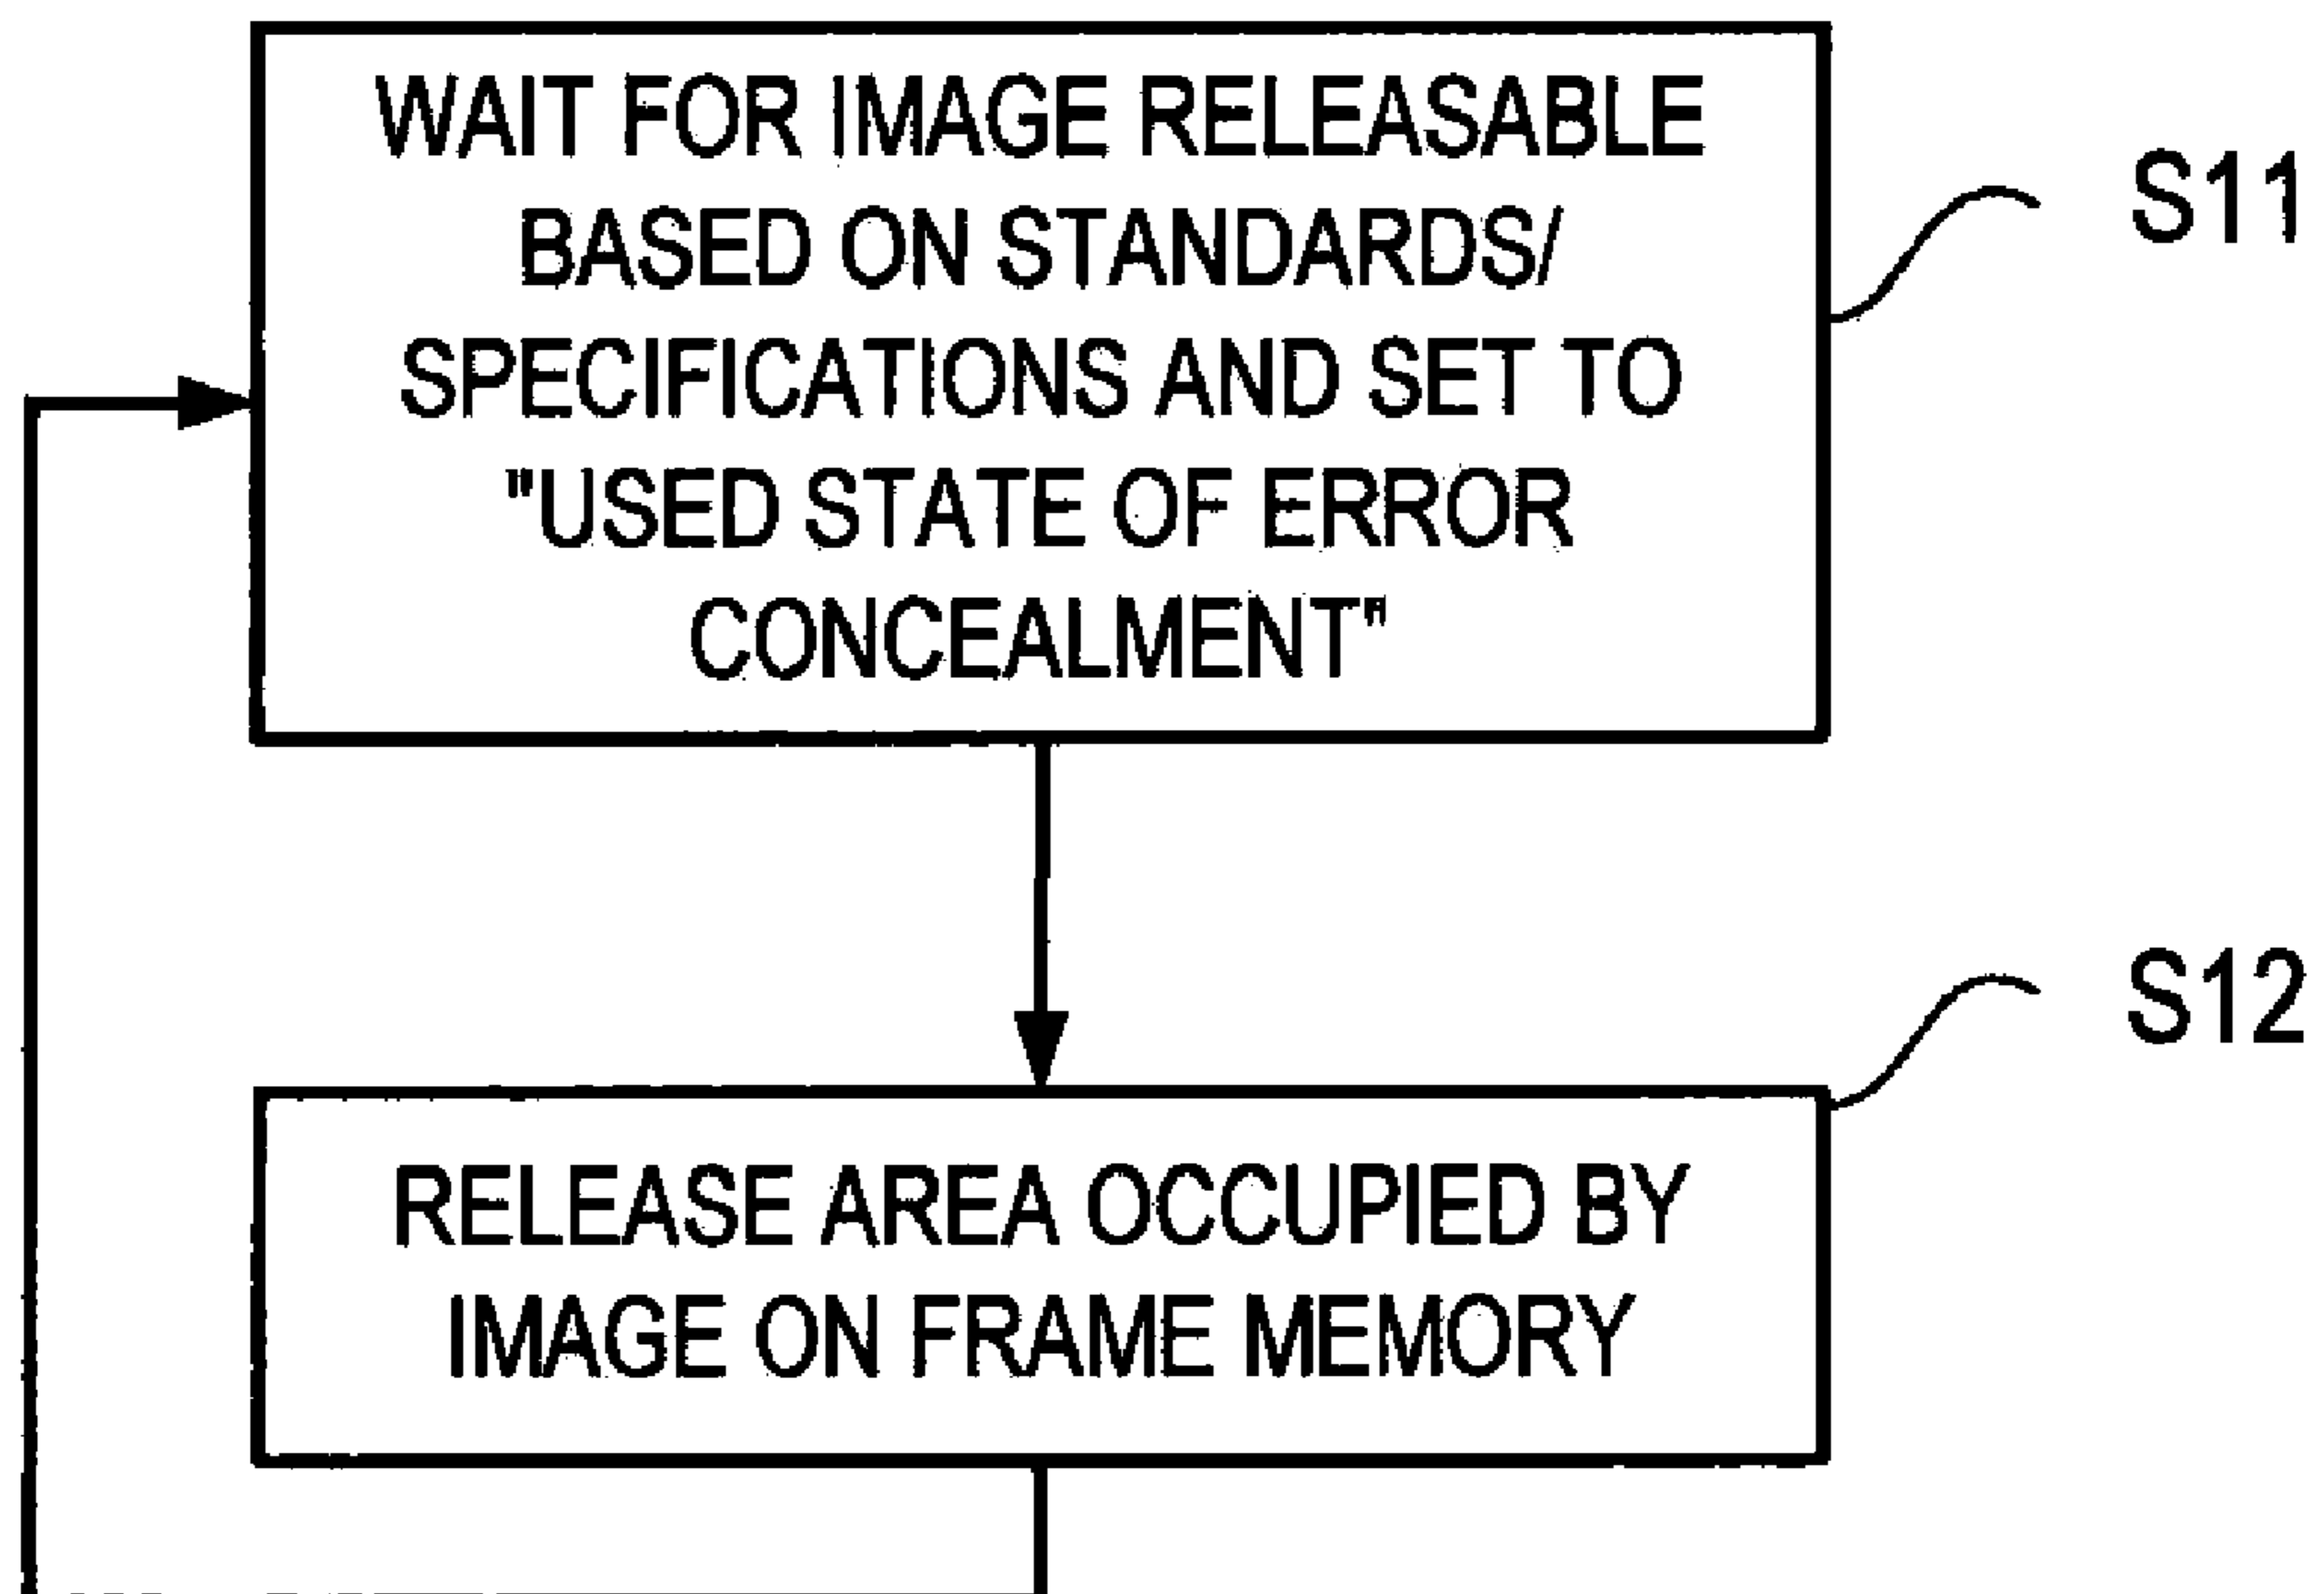 WAIT FOR IMAGE RELEASABLE
BASED ON STANDARDS/
SPECIFICATIONS AND SET TO
"USED STATE OF ERROR
CONCEALMENT"
S11
S12
RELEASE AREA OCCUPIED BY
IMAGE ON FRAME MEMORY